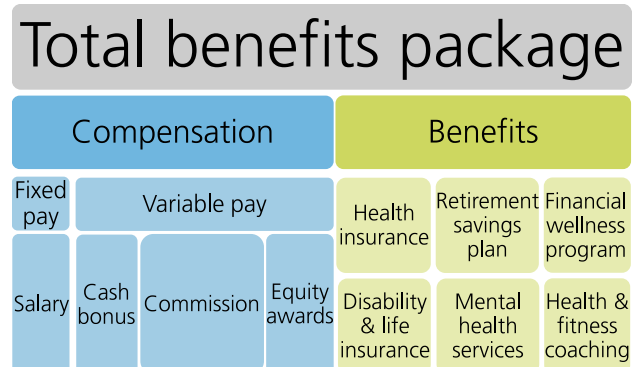 Total benefits package
Compensation
Benefits
Fixed
pay
Variable pay
Salary
Cash
bonus
Commission
Equity
awards
Health
insurance
Retirement
savings
plan
Financial
wellness
program
Disability
& life
insurance
Mental
health
services
Health &
fitness
coaching